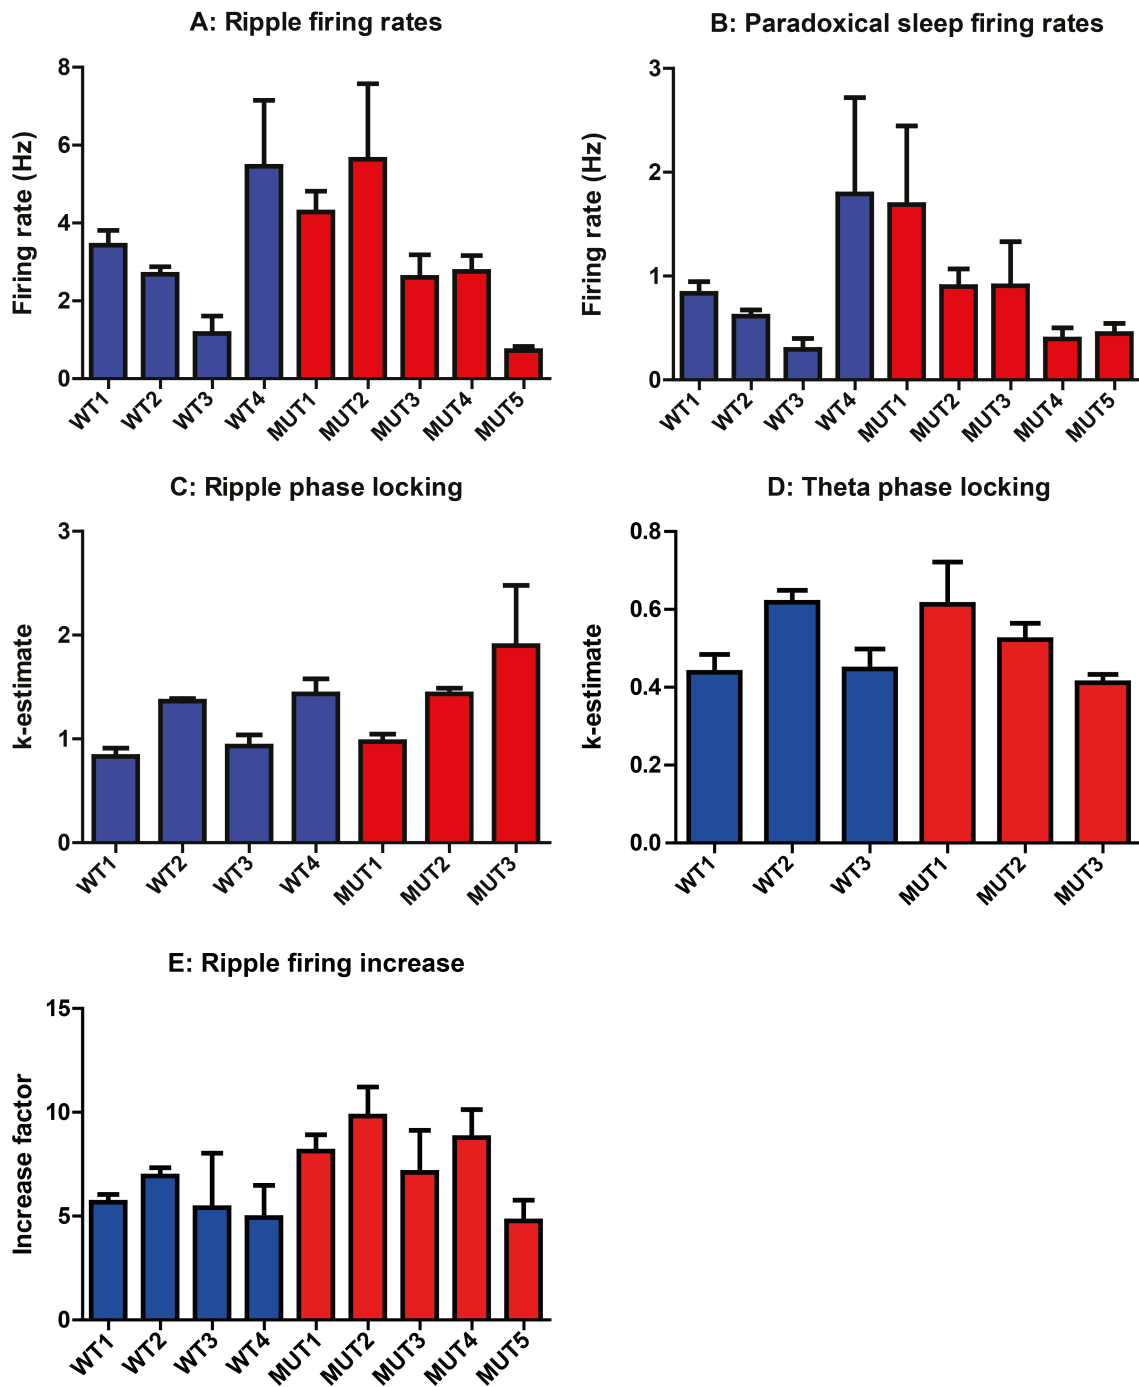 A: Ripple firing rates
Firing rate (Hz)
8
6
4
2
0
WT1
WT2
WT3
WT4
MUT1
MUT2
MUT3
MUT4
MUT5
B: Paradoxical sleep firing rates
Firing rate (Hz)
3
2
1
0
WT1
WT2
WT3
WT4
MUT1
MUT2
MUT3
MUT4
MUT5
C: Ripple phase locking
k-estimate
3
2
1
0
WT1
WT2
WT3
WT4
MUT1
MUT2
MUT3
D: Theta phase locking
k-estimate
0.8
0.6
0.4
0.2
0.0
WT1
WT2
WT3
MUT1
MUT2
MUT3
E: Ripple firing increase
Increase factor
15
10
5
0
WT1
WT2
WT3
WT4
MUT1
MUT2
MUT3
MUT4
MUT5